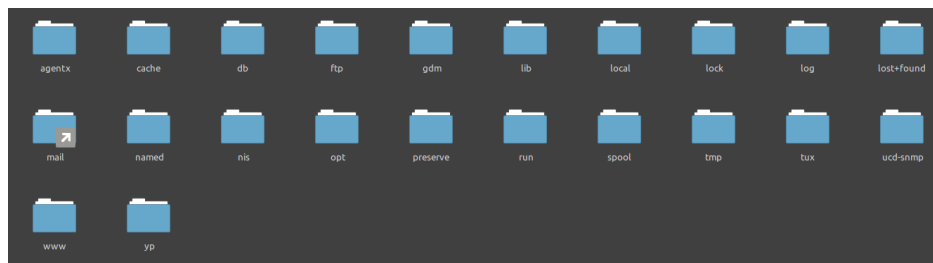 agentx cache db ftp gdm lib local lock log lost+found
mail named nis opt preserve run spool tmp tux ucd-snmp
www yp